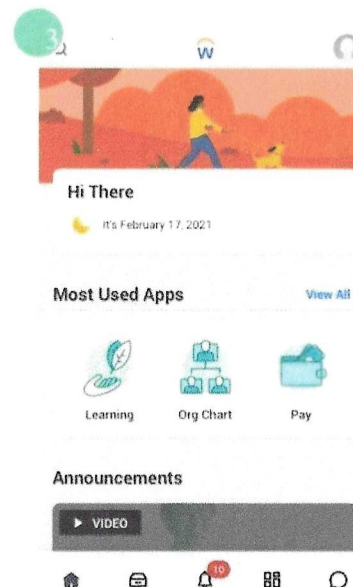 3
W
Hi There
It's February 17, 2021
Most Used Apps
View All
Learning
Org Chart
Pay
Announcements
VIDEO
10